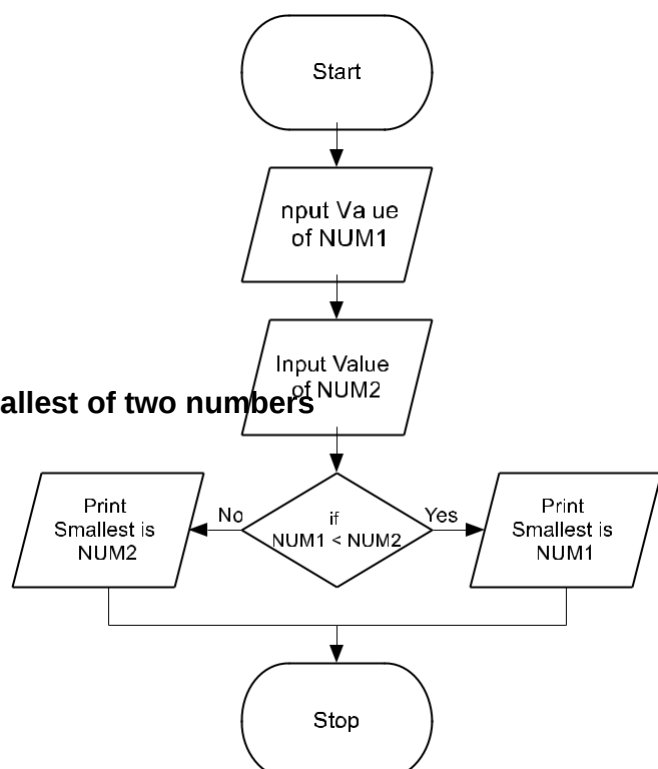 Start
nput Va ue
of NUM1
Input Value
of NUM2
allest of two numbers
No
if
NUM1 < NUM2
Yes
Print
Smallest is
NUM2
Print
Smallest is
NUM1
Stop